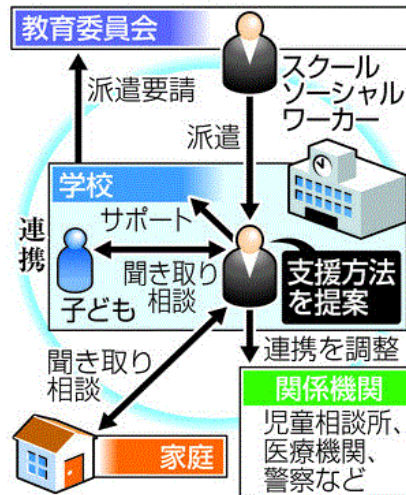 教育委員会
スクール
ソーシャル
ワーカー
派遣要請
派遣
学校
サポート
連携
聞き取り
相談
子ども
支援方法
を提案
聞き取り
相談
連携を調整
関係機関
児童相談所、
医療機関、
警察など
家庭